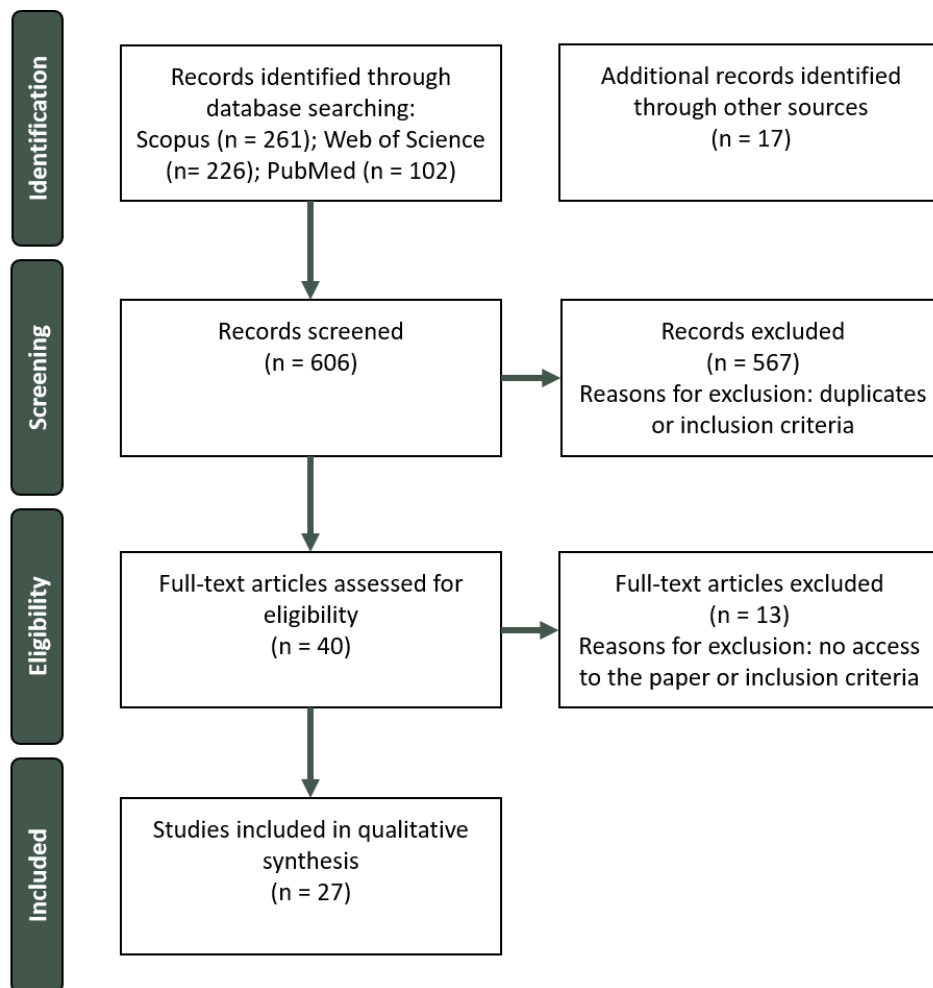 Identification
Records identified through
database searching:
Scopus (n = 261); Web of Science
(n= 226); PubMed (n = 102)
Additional records identified
through other sources
(n = 17)
Screening
Records screened
(n = 606)
Records excluded
(n = 567)
Reasons for exclusion: duplicates
or inclusion criteria
Eligibility
Full-text articles assessed for
eligibility
(n = 40)
Full-text articles excluded
(n = 13)
Reasons for exclusion: no access
to the paper or inclusion criteria
Included
Studies included in qualitative
synthesis
(n = 27)